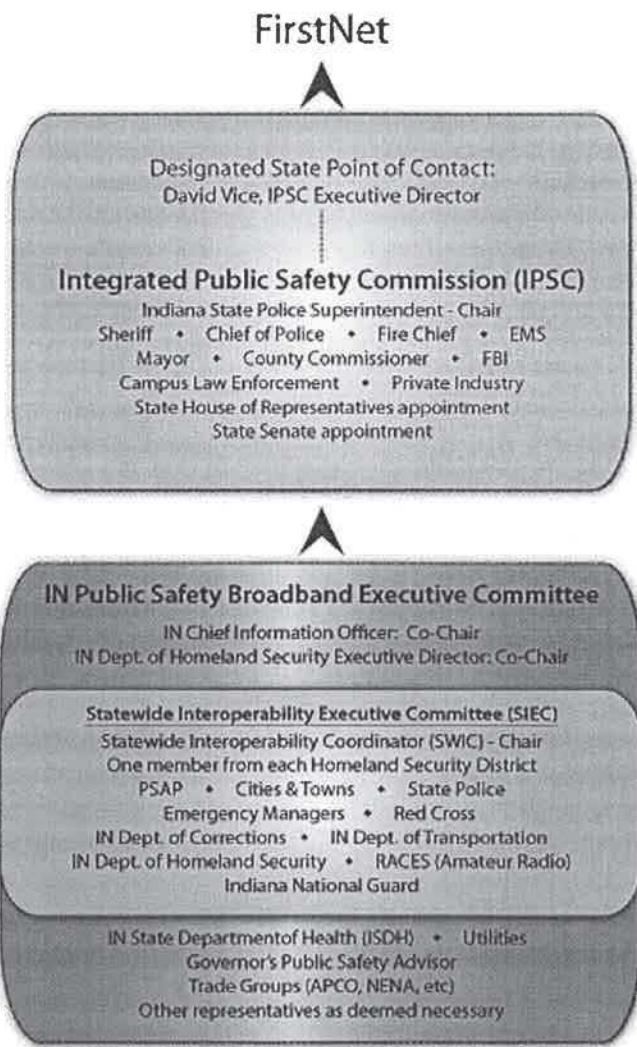 FirstNet
Designated State Point of Contact:
David Vice, IPSC Executive Director
Integrated Public Safety Commission (IPSC)
Indiana State Police Superintendent - Chair
Sheriff • Chief of Police • Fire Chief • EMS
Mayor • County Commissioner • FBI
Campus Law Enforcement • Private Industry
State House of Representatives appointment
State Senate appointment
IN Public Safety Broadband Executive Committee
IN Chief Information Officer: Co-Chair
IN Dept. of Homeland Security Executive Director: Co-Chair
Statewide Interoperability Executive Committee (SIEC)
Statewide Interoperability Coordinator (SWIC) - Chair
One member from each Homeland Security District
PSAP • Cities & Towns • State Police
Emergency Managers • Red Cross
IN Dept. of Corrections • IN Dept. of Transportation
IN Dept. of Homeland Security • RACES (Amateur Radio)
Indiana National Guard
IN State Departmentof Health (ISDH) • Utilities
Governor's Public Safety Advisor
Trade Groups (APCO, NENA, etc)
Other representatives as deemed necessary